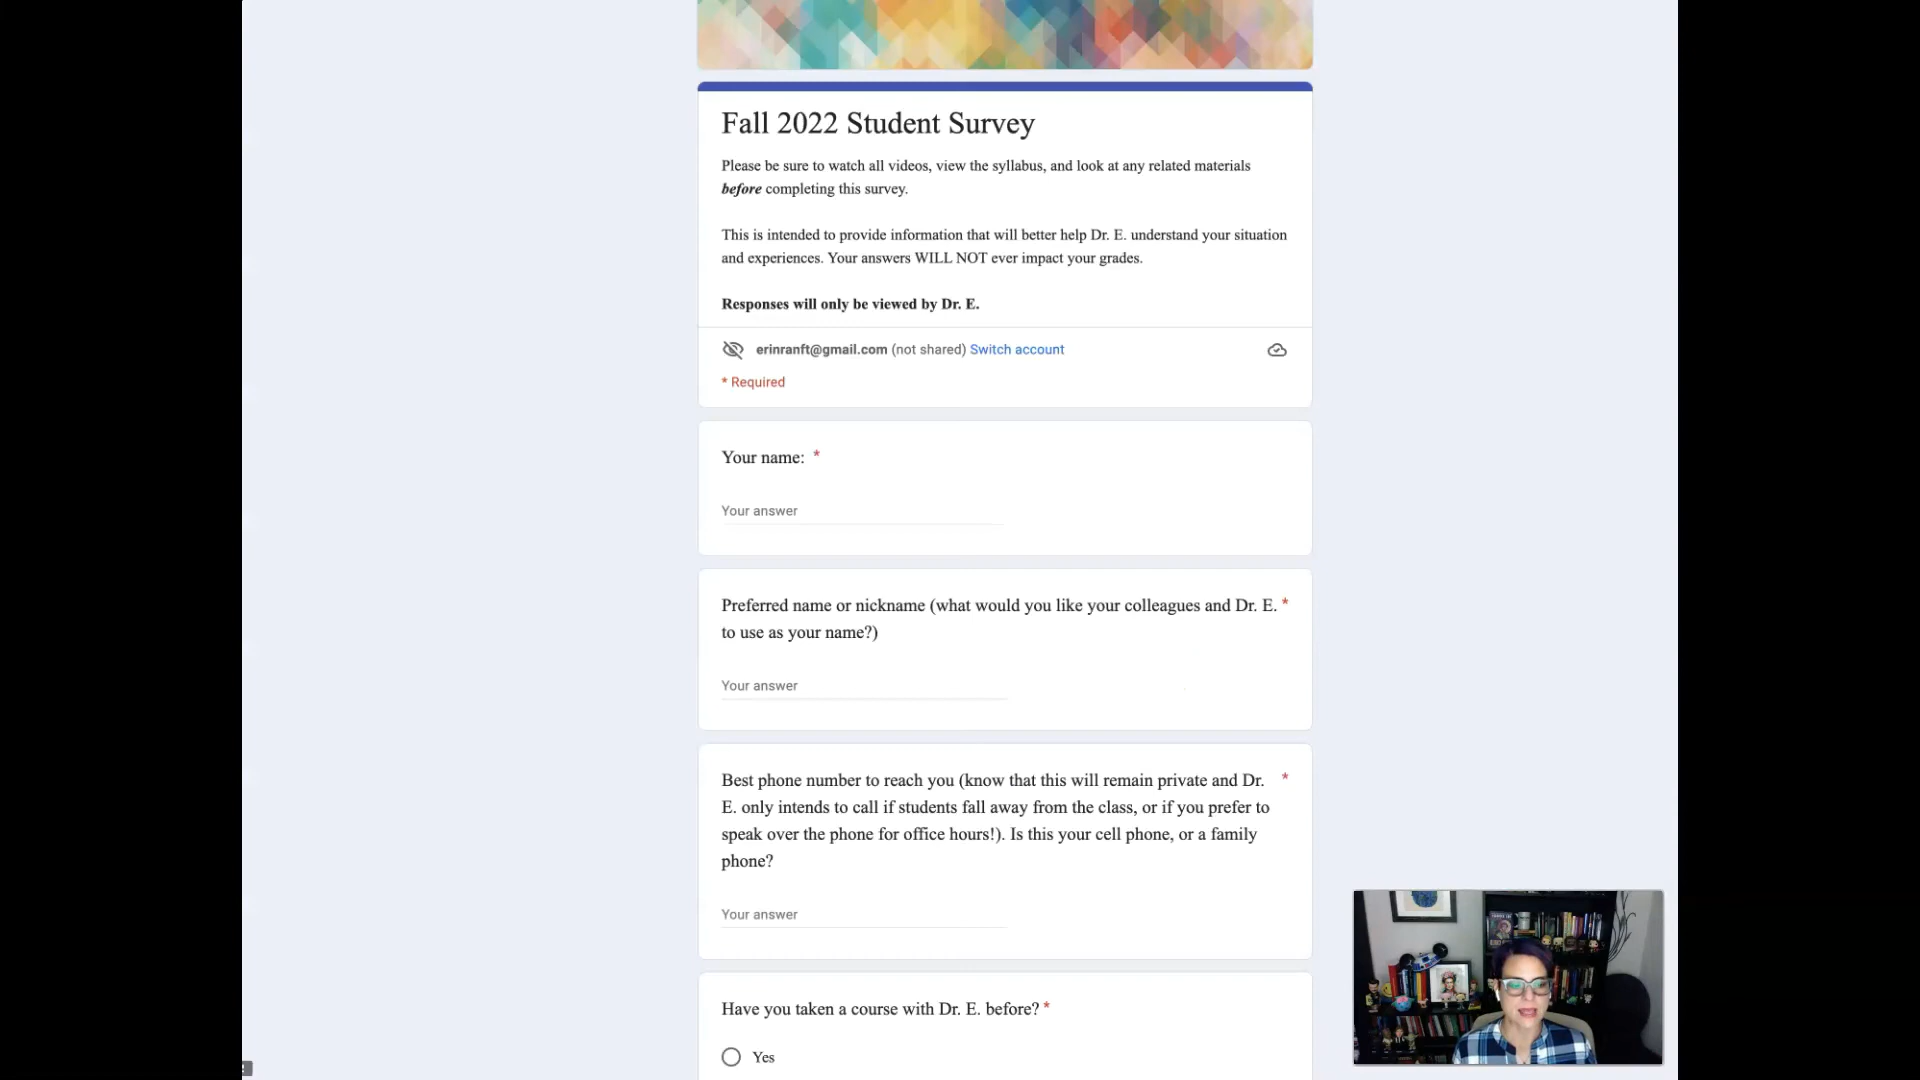 Fall 2022 Student Survey
Please be sure to watch all videos, view the syllabus, and look at any related materials
before completing this survey.
This is intended to provide information that will better help Dr. E. understand your situation
and experiences. Your answers WILL NOT ever impact your grades.
Responses will only be viewed by Dr. E.
erinranft@gmail.com (not shared) Switch account
* Required
Your name: *
Your answer
Preferred name or nickname (what would you like your colleagues and Dr. E. *
to use as your name?)
Your answer
Best phone number to reach you (know that this will remain private and Dr. *
E. only intends to call if students fall away from the class, or if you prefer to
speak over the phone for office hours!). Is this your cell phone, or a family
phone?
Your answer
Have you taken a course with Dr. E. before? *
Yes